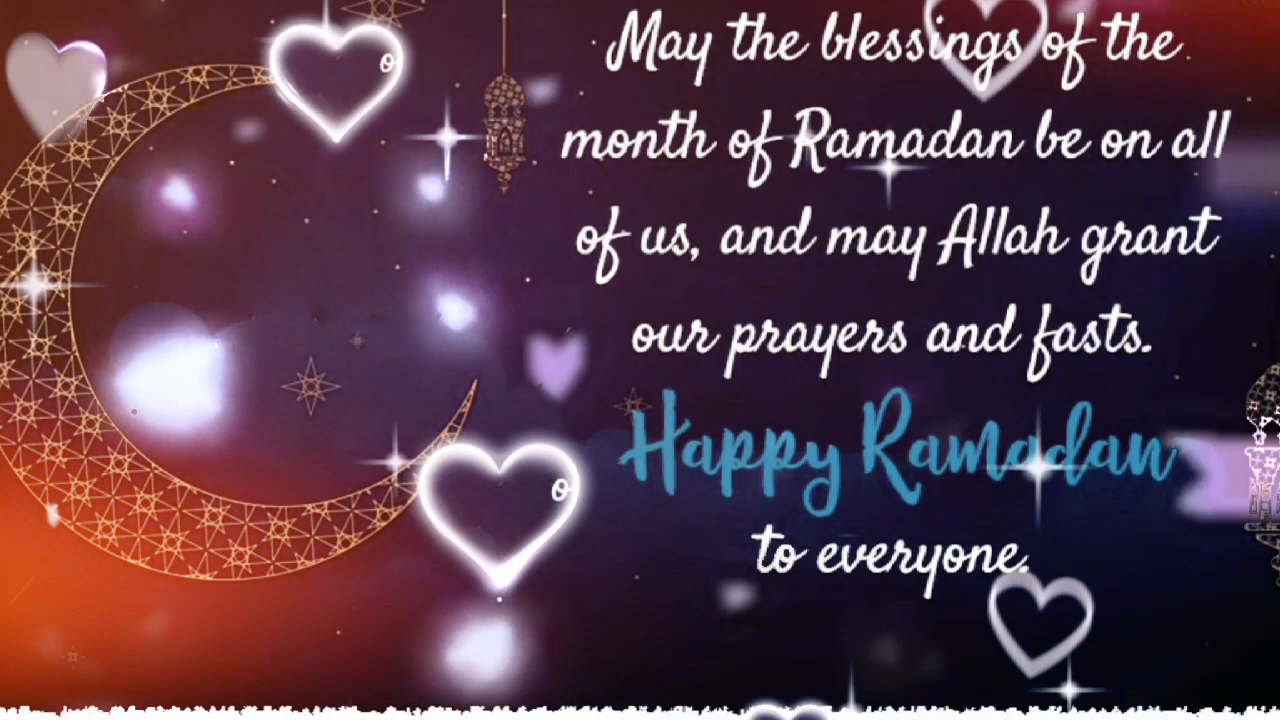 May the blessings of the
month of Ramadan be on all
of us, and may Allah grant
our prayers and fasts.
Happy Ramadan
to everyone.